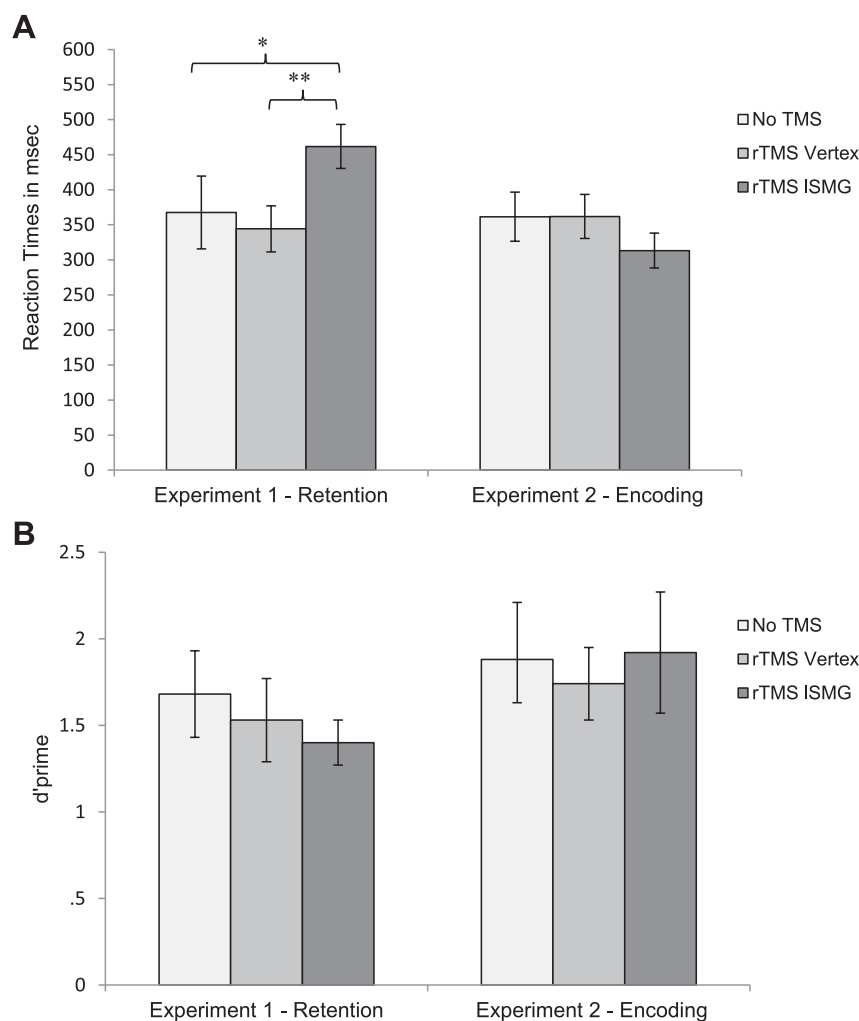 A
600
550
500
450
400
350
300
250
200
150
100
50
0
Reaction Times in msec
*
**
No TMS
rTMS Vertex
rTMS lSMG
Experiment 1 - Retention
Experiment 2 - Encoding
B
2.5
2
1.5
1
.5
0
d'prime
No TMS
rTMS Vertex
rTMS lSMG
Experiment 1 - Retention
Experiment 2 - Encoding